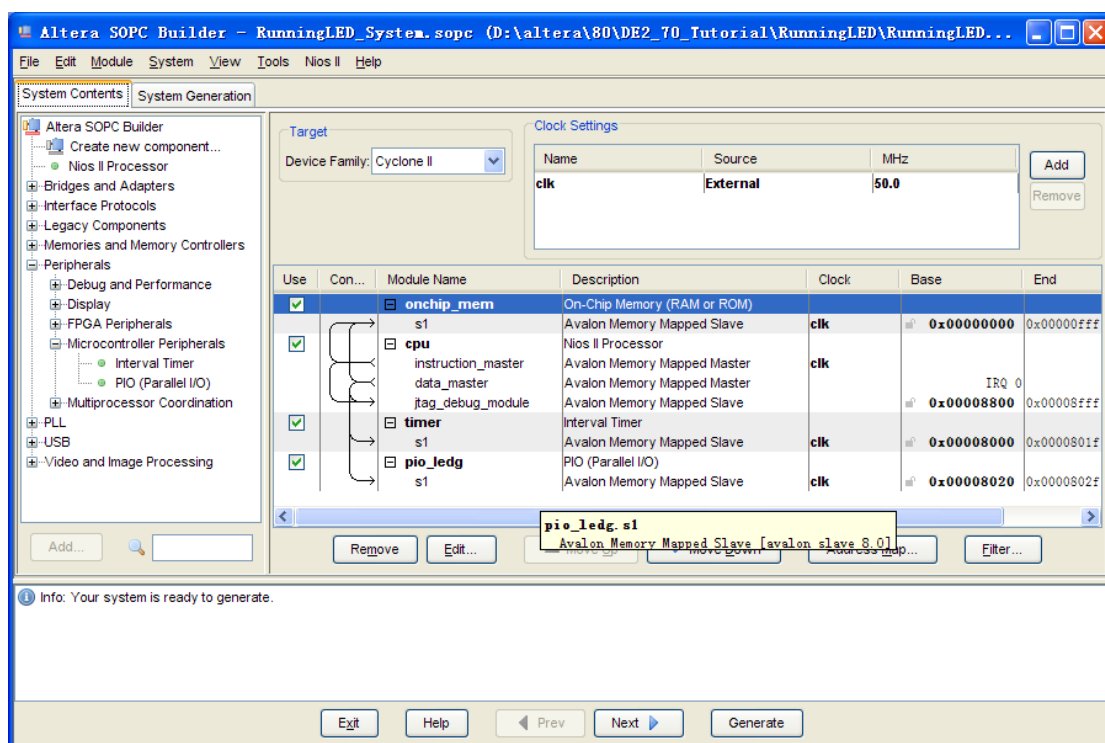 Altera SOPC Builder - RunningLED_System.sopc (D:\altera\80\DE2_70_Tutorial\RunningLED\RunningLED...
File Edit Module System View Tools Nios II Help
System Contents System Generation
Altera SOPC Builder
Create new component...
Nios II Processor
Bridges and Adapters
Interface Protocols
Legacy Components
Memories and Memory Controllers
Peripherals
Debug and Performance
Display
FPGA Peripherals
Microcontroller Peripherals
Interval Timer
PIO (Parallel I/O)
Multiprocessor Coordination
PLL
USB
Video and Image Processing
Add...
Target
Device Family: Cyclone II
Clock Settings
Name Source MHz
clk External 50.0
Add
Remove
Use Con... Module Name Description Clock Base End
onchip_mem On-Chip Memory (RAM or ROM)
s1 Avalon Memory Mapped Slave clk 0x00000000 0x00000fff
cpu Nios II Processor
instruction_master Avalon Memory Mapped Master clk
data_master Avalon Memory Mapped Master IRQ 0
jtag_debug_module Avalon Memory Mapped Slave 0x00008800 0x00008fff
timer Interval Timer
s1 Avalon Memory Mapped Slave clk 0x00008000 0x0000801f
pio_ledg PIO (Parallel I/O)
s1 Avalon Memory Mapped Slave clk 0x00008020 0x0000802f
pio_ledg.s1
Avalon Memory Mapped Slave [avalon slave 8.0]
Remove Edit... Move Up Move Down Address Map... Filter...
Info: Your system is ready to generate.
Exit Help Prev Next Generate